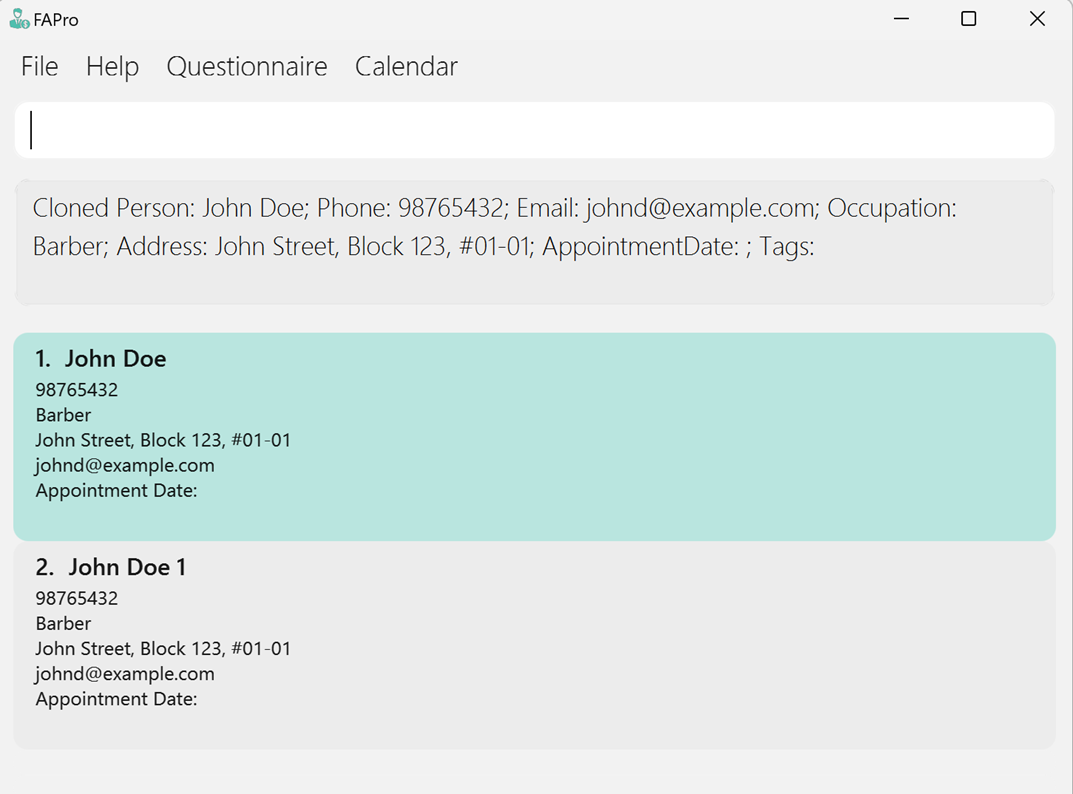 FAPro
File Help Questionnaire Calendar
Cloned Person: John Doe; Phone: 98765432; Email: johnd@example.com; Occupation:
Barber; Address: John Street, Block 123, #01-01; AppointmentDate: ; Tags:
1. John Doe
98765432
Barber
John Street, Block 123, #01-01
johnd@example.com
Appointment Date:
2. John Doe 1
98765432
Barber
John Street, Block 123, #01-01
johnd@example.com
Appointment Date: